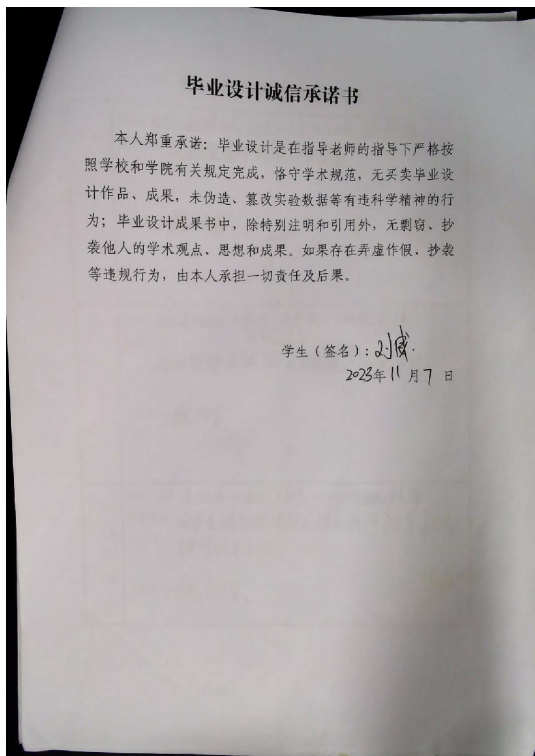 毕业设计诚信承诺书
本人郑重承诺：毕业设计是在指导老师的指导下严格按
照学校和学院有关规定完成，恪守学术规范，无买卖毕业设
计作品、成果，未伪造、篡改实验数据等有违科学精神的行
为；毕业设计成果书中，除特别注明和引用外，无剽窃、抄
袭他人的学术观点、思想和成果。如果存在弄虚作假、抄袭
等违规行为，由本人承担一切责任及后果。
学生（签名）：刘威
2023年11月7日